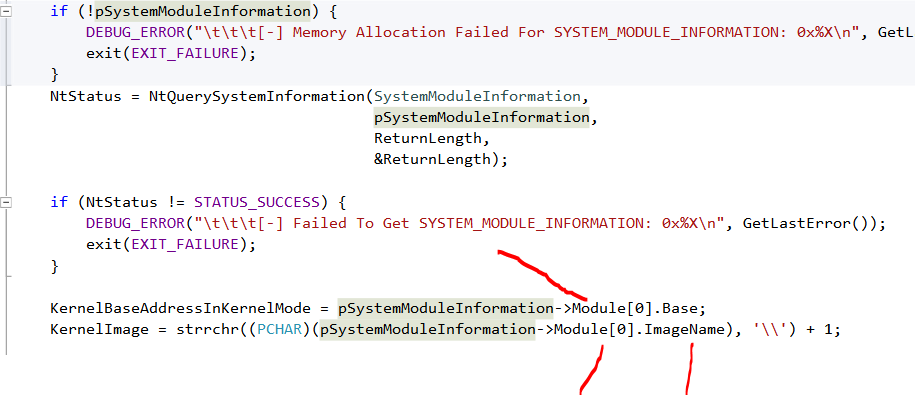 if (!pSystemModuleInformation) {
DEBUG_ERROR("\t\t\t[-] Memory Allocation Failed For SYSTEM_MODULE_INFORMATION: 0x%X\n", GetL
exit(EXIT_FAILURE);
}
NtStatus = NtQuerySystemInformation(SystemModuleInformation,
pSystemModuleInformation,
ReturnLength,
&ReturnLength);
if (NtStatus != STATUS_SUCCESS) {
DEBUG_ERROR("\t\t\t[-] Failed To Get SYSTEM_MODULE_INFORMATION: 0x%X\n", GetLastError());
exit(EXIT_FAILURE);
}
KernelBaseAddressInKernelMode = pSystemModuleInformation->Module[0].Base;
KernelImage = strrchr((PCHAR)(pSystemModuleInformation->Module[0].ImageName), '\\') + 1;